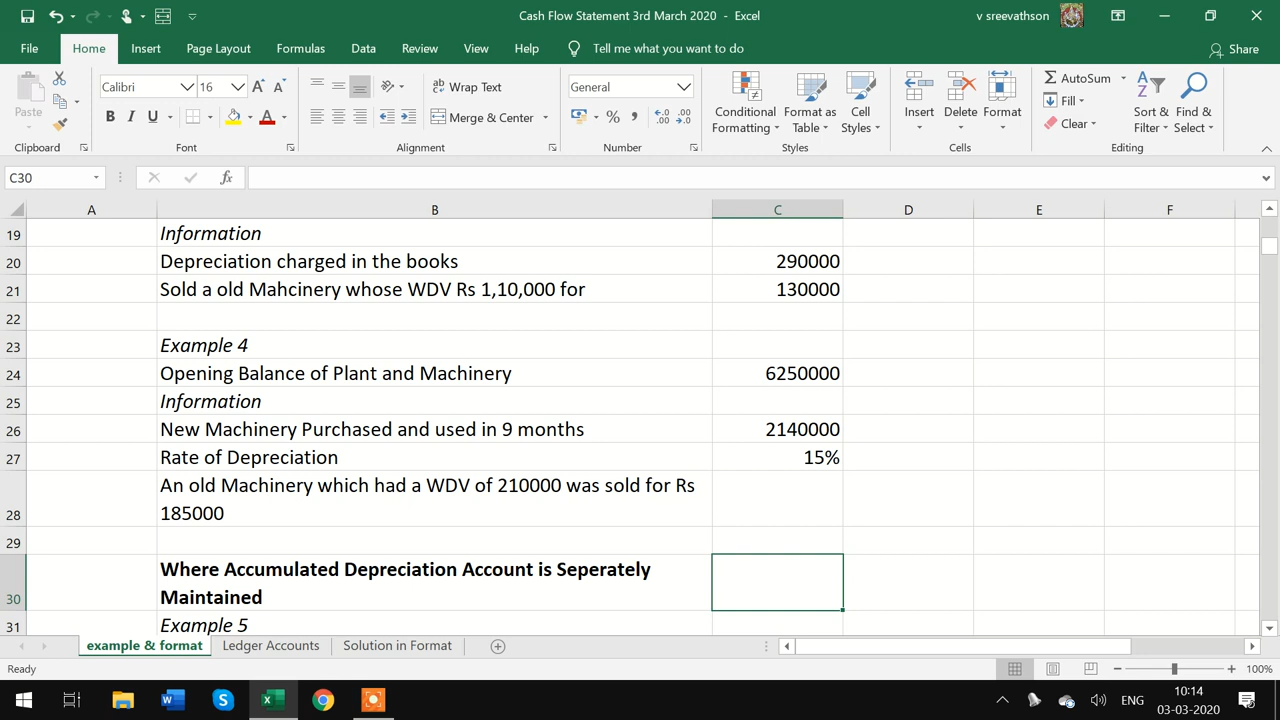 Cash Flow Statement 3rd March 2020 - Excel
v sreevathson
File Home Insert Page Layout Formulas Data Review View Help Tell me what you want to do Share
Paste
Calibri 16
B I U
Wrap Text
Merge & Center
General
Conditional Formatting
Format as Table
Cell Styles
Insert Delete Format
AutoSum
Fill
Clear
Sort & Filter
Find & Select
Clipboard Font Alignment Number Styles Cells Editing
C30 fx
A B C D E F
19 Information
20 Depreciation charged in the books 290000
21 Sold a old Mahcinery whose WDV Rs 1,10,000 for 130000
22
23 Example 4
24 Opening Balance of Plant and Machinery 6250000
25 Information
26 New Machinery Purchased and used in 9 months 2140000
27 Rate of Depreciation 15%
An old Machinery which had a WDV of 210000 was sold for Rs
28 185000
29
Where Accumulated Depreciation Account is Seperately
30 Maintained
31 Example 5
example & format Ledger Accounts Solution in Format
Ready 100%
ENG
10:14
03-03-2020